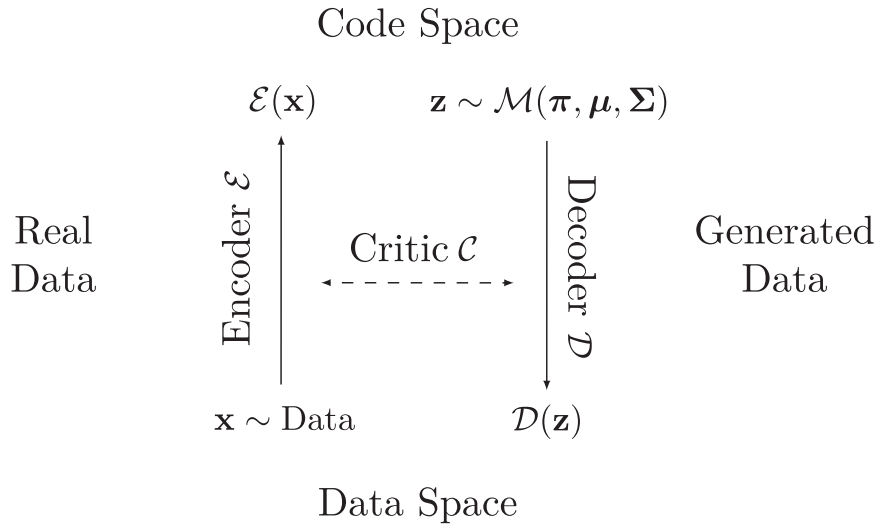 Code Space
ℰ(𝐱)
𝐳 ∼ ℳ(𝝅, 𝝁, 𝚺)
Real
Data
Encoder ℰ
Critic 𝒞
Decoder 𝒟
Generated
Data
𝐱 ∼ Data
𝒟(𝐳)
Data Space